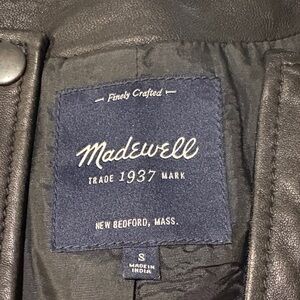 Finely Crafted
Madewell
TRADE 1937 MARK
NEW BEDFORD, MASS.
S
MADE IN
INDIA